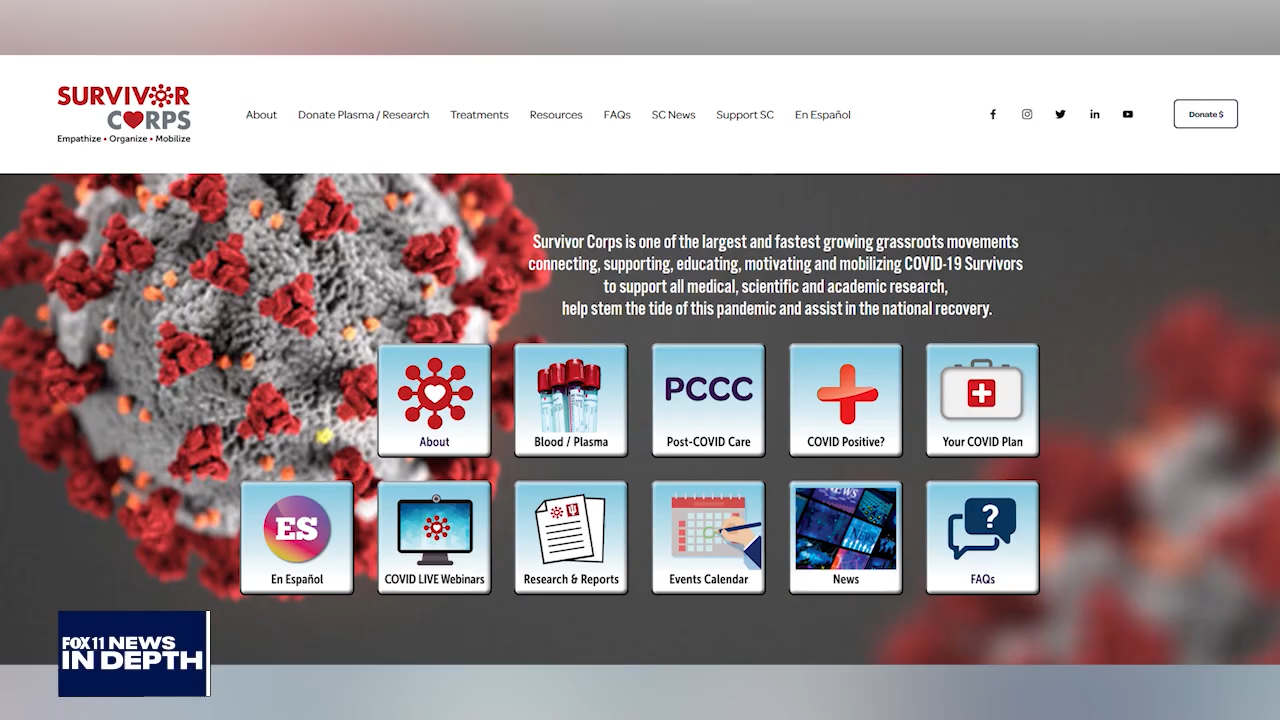 SURVIVOR
CORPS
Empathize • Organize • Mobilize
About
Donate Plasma / Research
Treatments
Resources
FAQs
SC News
Support SC
En Español
Donate $
Survivor Corps is one of the largest and fastest growing grassroots movements
connecting, supporting, educating, motivating and mobilizing COVID-19 Survivors
to support all medical, scientific and academic research,
help stem the tide of this pandemic and assist in the national recovery.
About
Blood / Plasma
PCCC
Post-COVID Care
COVID Positive?
Your COVID Plan
ES
En Español
COVID LIVE Webinars
Research & Reports
Events Calendar
NEWS
News
?
FAQs
FOX 11 NEWS
IN DEPTH